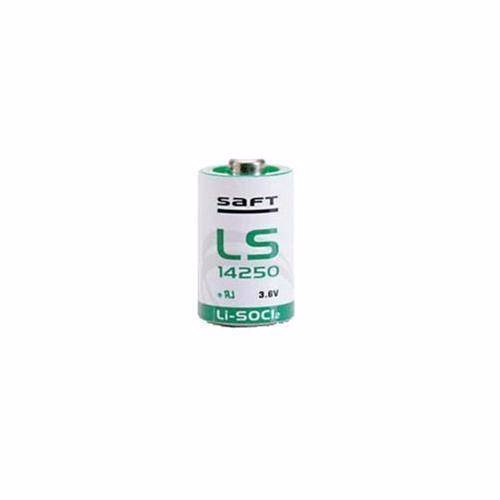 SAFT
LS
14250
+
3.6V
Li-SOCl₂